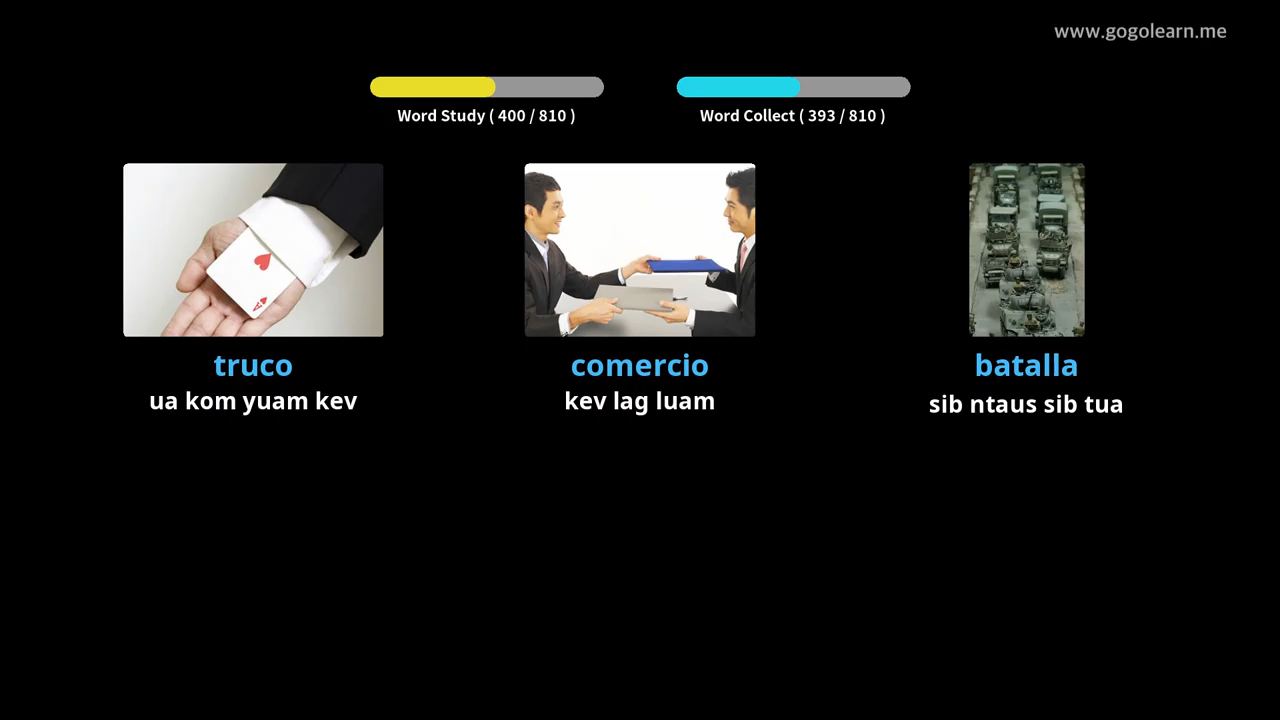 www.gogolearn.me
Word Study ( 400 / 810 )
Word Collect ( 393 / 810 )
A
truco
ua kom yuam kev
comercio
kev lag luam
batalla
sib ntaus sib tua